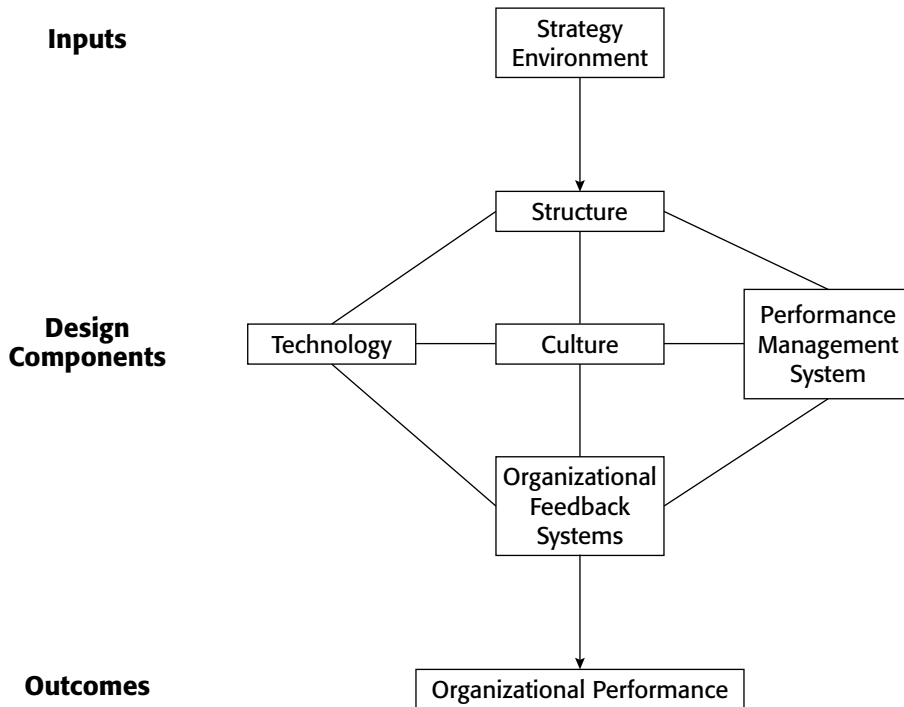 Inputs
Strategy
Environment
Structure
Design
Components
Technology
Culture
Performance
Management
System
Organizational
Feedback
Systems
Outcomes
Organizational Performance